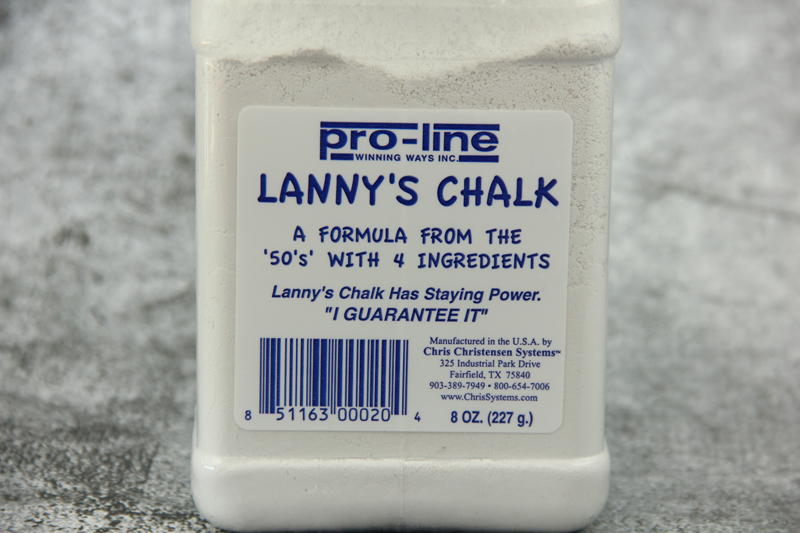 pro-line
WINNING WAYS INC.
LANNY'S CHALK
A FORMULA FROM THE
'50's' WITH 4 INGREDIENTS
Lanny's Chalk Has Staying Power.
"I GUARANTEE IT"
Manufactured in the U.S.A. by
Chris Christensen Systems™
325 Industrial Park Drive
Fairfield, TX 75840
903-389-7949 • 800-654-7006
www.ChrisSystems.com
8 51163 00020 4
8 OZ. (227 g.)